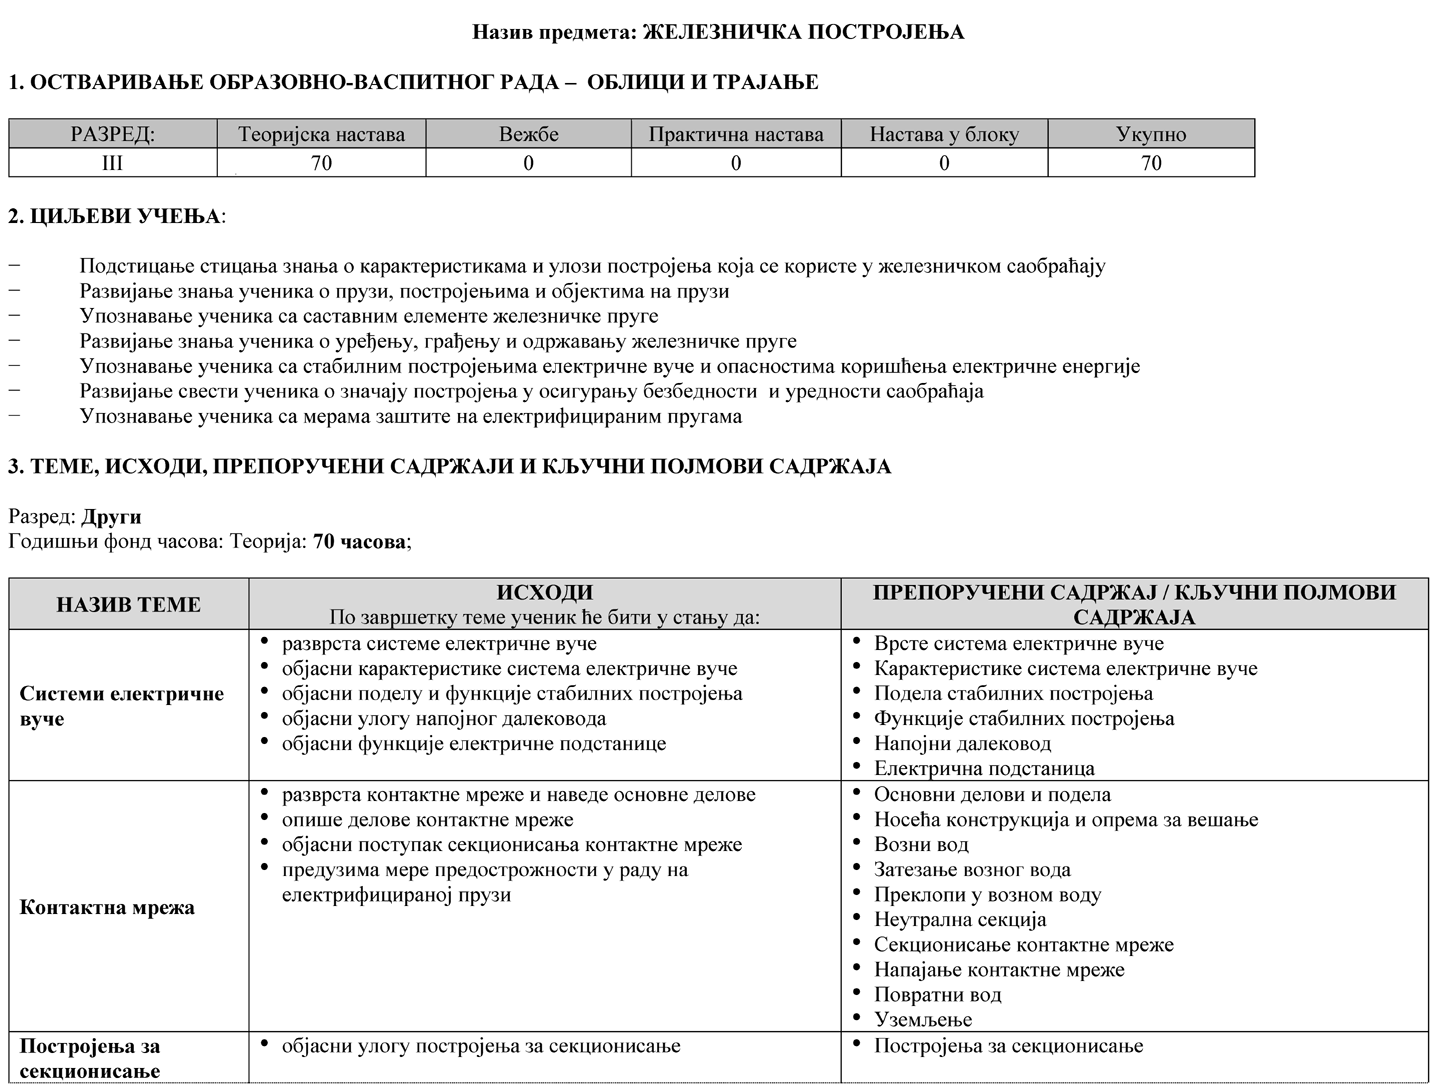 Назив предмета: ЖЕЛЕЗНИЧКА ПОСТРОЈЕЊА
1. ОСТВАРИВАЊЕ ОБРАЗОВНО-ВАСПИТНОГ РАДА – ОБЛИЦИ И ТРАЈАЊЕ
РАЗРЕД: Теоријска настава Вежбе Практична настава Настава у блоку Укупно
III 70 0 0 0 70
2. ЦИЉЕВИ УЧЕЊА:
– Подстицање стицања знања о карактеристикама и улози постројења која се користе у железничком саобраћају
– Развијање знања ученика о прузи, постројењима и објектима на прузи
– Упознавање ученика са саставним елементе железничке пруге
– Развијање знања ученика о уређењу, грађењу и одржавању железничке пруге
– Упознавање ученика са стабилним постројењима електричне вуче и опасностима коришћења електричне енергије
– Развијање свести ученика о значају постројења у осигурању безбедности и уредности саобраћаја
– Упознавање ученика са мерама заштите на електрифицираним пругама
3. ТЕМЕ, ИСХОДИ, ПРЕПОРУЧЕНИ САДРЖАЈИ И КЉУЧНИ ПОЈМОВИ САДРЖАЈА
Разред: Други
Годишњи фонд часова: Теорија: 70 часова;
НАЗИВ ТЕМЕ
ИСХОДИ
По завршетку теме ученик ће бити у стању да:
ПРЕПОРУЧЕНИ САДРЖАЈ / КЉУЧНИ ПОЈМОВИ
САДРЖАЈА
Системи електричне
вуче
• разврста системе електричне вуче
• објасни карактеристике система електричне вуче
• објасни поделу и функције стабилних постројења
• објасни улогу напојног далековода
• објасни функције електричне подстанице
• Врсте система електричне вуче
• Карактеристике система електричне вуче
• Подела стабилних постројења
• Функције стабилних постројења
• Напојни далековод
• Електрична подстаница
Контактна мрежа
• разврста контактне мреже и наведе основне делове
• опише делове контактне мреже
• објасни поступак секционисања контактне мреже
• предузима мере предострожности у раду на
електрифицираној прузи
• Основни делови и подела
• Носећа конструкција и опрема за вешање
• Возни вод
• Затезање возног вода
• Преклопи у возном воду
• Неутрална секција
• Секционисање контактне мреже
• Напајање контактне мреже
• Повратни вод
• Уземљење
Постројења за
секционисање
• објасни улогу постројења за секционисање
• Постројења за секционисање